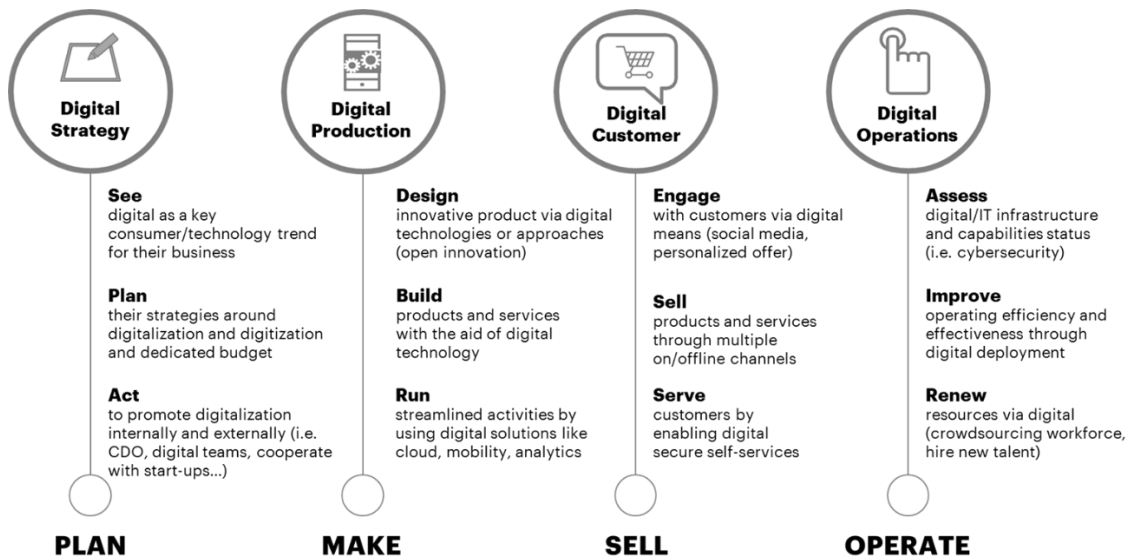 Digital
Strategy
See
digital as a key
consumer/technology trend
for their business
Plan
their strategies around
digitalization and digitization
and dedicated budget
Act
to promote digitalization
internally and externally (i.e.
CDO, digital teams, cooperate
with start-ups...)
PLAN
Digital
Production
Design
innovative product via digital
technologies or approaches
(open innovation)
Build
products and services
with the aid of digital
technology
Run
streamlined activities by
using digital solutions like
cloud, mobility, analytics
MAKE
Digital
Customer
Engage
with customers via digital
means (social media,
personalized offer)
Sell
products and services
through multiple
on/offline channels
Serve
customers by
enabling digital
secure self-services
SELL
Digital
Operations
Assess
digital/IT infrastructure
and capabilities status
(i.e. cybersecurity)
Improve
operating efficiency and
effectiveness through
digital deployment
Renew
resources via digital
(crowdsourcing workforce,
hire new talent)
OPERATE